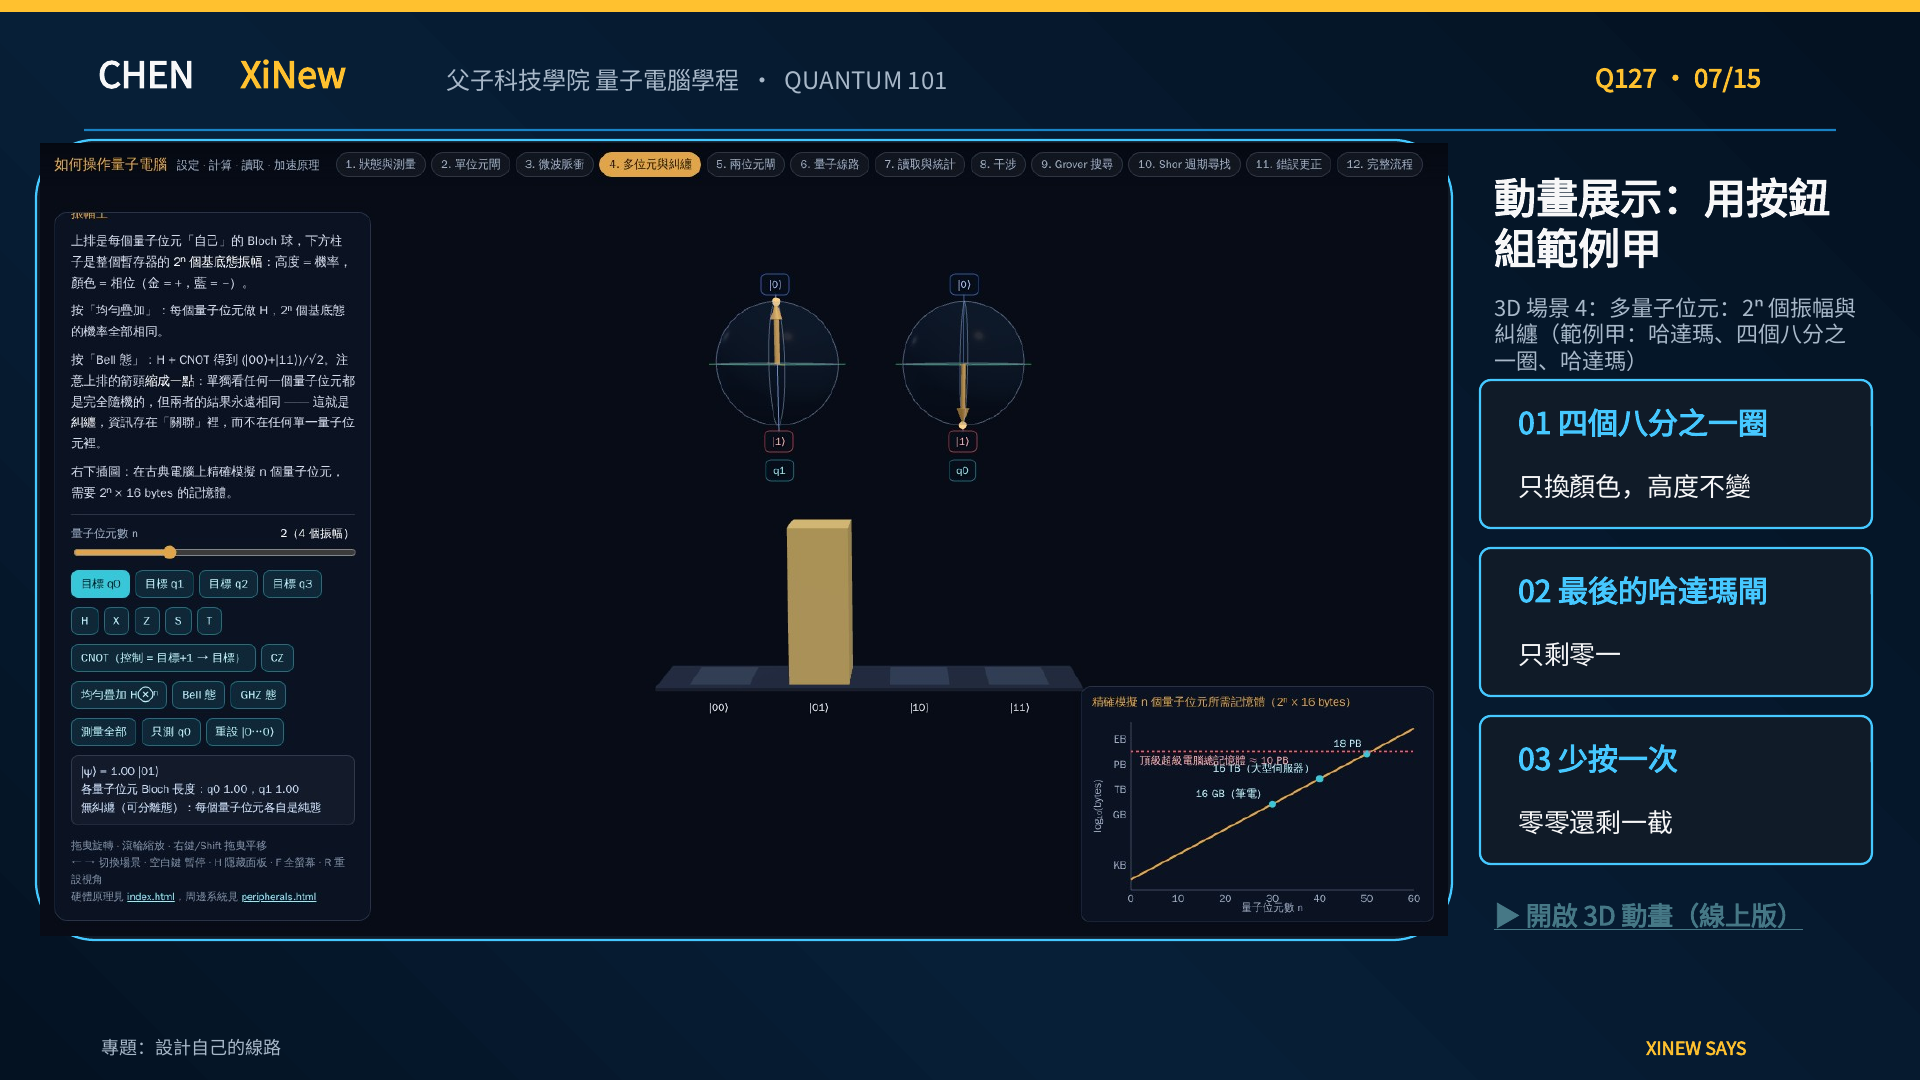 CHEN XiNew 父子科技學院 量子電腦學程 ・ QUANTUM 101
Q127 ・ 07/15
如何操作量子電腦 設定 · 計算 · 讀取 · 加速原理
1. 狀態與測量
2. 單位元閘
3. 微波脈衝
4. 多位元與糾纏
5. 兩位元閘
6. 量子線路
7. 讀取與統計
8. 干涉
9. Grover 搜尋
10. Shor 週期尋找
11. 錯誤更正
12. 完整流程
上排是每個量子位元「自己」的 Bloch 球，下方柱
子是整個暫存器的 2ⁿ 個基底態振幅：高度 = 機率，
顏色 = 相位（金 = +，藍 = −）。
按「均勻疊加」：每個量子位元做 H，2ⁿ 個基底態
的機率全部相同。
按「Bell 態」：H + CNOT 得到 (|00⟩+|11⟩)/√2。注
意上排的箭頭縮成一點：單獨看任何一個量子位元都
是完全隨機的，但兩者的結果永遠相同 —— 這就是
糾纏，資訊存在「關聯」裡，而不在任何單一量子位
元裡。
右下插圖：在古典電腦上精確模擬 n 個量子位元，
需要 2ⁿ × 16 bytes 的記憶體。
量子位元數 n 2（4 個振幅）
目標 q0 目標 q1 目標 q2 目標 q3
H X Z S T
CNOT（控制 = 目標+1 → 目標） CZ
均勻疊加 H⊗ⁿ Bell 態 GHZ 態
測量全部 只測 q0 重設 |0⋯0⟩
|ψ⟩ = 1.00 |01⟩
各量子位元 Bloch 長度：q0 1.00，q1 1.00
無糾纏（可分離態）：每個量子位元各自是純態
拖曳旋轉 · 滾輪縮放 · 右鍵/Shift 拖曳平移
←→ 切換場景 · 空白鍵 暫停 · H 隱藏面板 · F 全螢幕 · R 重
設視角
硬體原理見 index.html，周邊系統見 peripherals.html
|0⟩ |0⟩
|1⟩ |1⟩
q1 q0
|00⟩ |01⟩ |10⟩ |11⟩
精確模擬 n 個量子位元所需記憶體（2ⁿ × 16 bytes）
EB
PB
TB
GB
KB
log₁₀(bytes)
18 PB
頂級超級電腦總記憶體 ≈ 10 PB
16 TB（大型伺服器）
16 GB（筆電）
0 10 20 30 40 50 60
量子位元數 n
動畫展示：用按鈕
組範例甲
3D 場景 4：多量子位元：2ⁿ 個振幅與
糾纏（範例甲：哈達瑪、四個八分之
一圈、哈達瑪）
01 四個八分之一圈
只換顏色，高度不變
02 最後的哈達瑪閘
只剩零一
03 少按一次
零零還剩一截
▶ 開啟 3D 動畫（線上版）
專題：設計自己的線路
XINEW SAYS